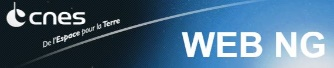 cnes
De l'Espace pour la Terre
WEB NG